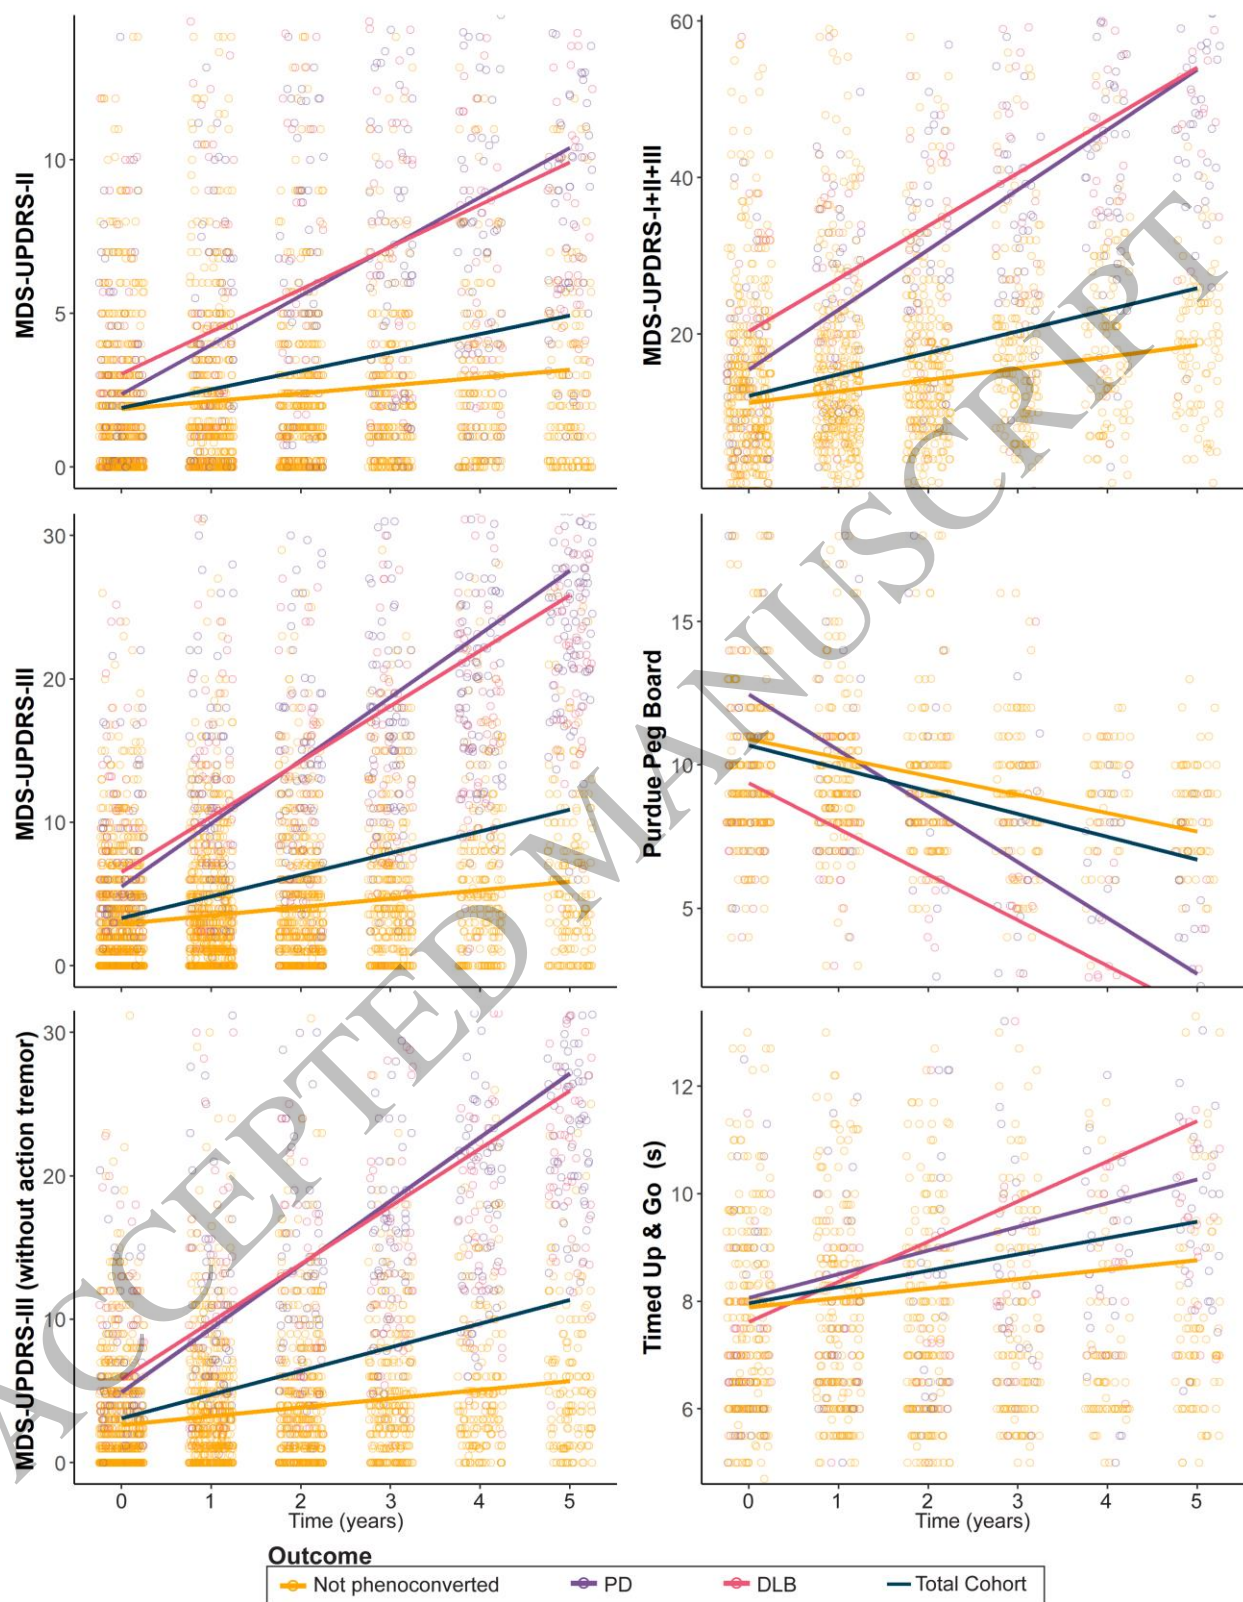 MDS-UPDRS-II
10
5
0
MDS-UPDRS-I+II+III
60
40
20
MDS-UPDRS-III
30
20
10
0
Purdue Peg Board
15
10
5
MDS-UPDRS-III (without action tremor)
30
20
10
0
0 1 2 3 4 5
Time (years)
Timed Up & Go (s)
12
10
8
6
0 1 2 3 4 5
Time (years)
Outcome
Not phenoconverted PD DLB Total Cohort
ACCEPTED MANUSCRIPT